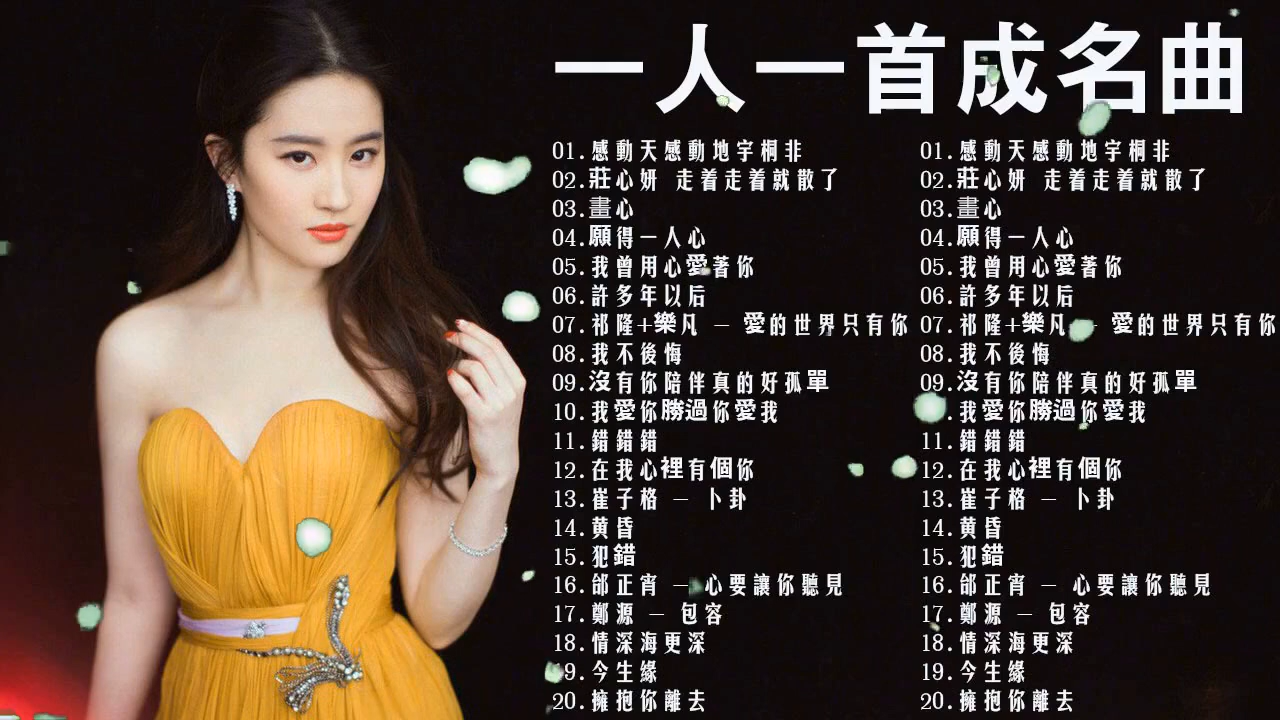 一人一首成名曲
01.感動天感動地宇桐非
02.莊心妍 走着走着就散了
03.畫心
04.願得一人心
05.我曾用心愛著你
06.許多年以后
07.祁隆+樂凡 – 愛的世界只有你
08.我不後悔
09.沒有你陪伴真的好孤單
10.我愛你勝過你愛我
11.錯錯錯
12.在我心裡有個你
13.崔子格 – 卜卦
14.黄昏
15.犯錯
16.邰正宵 – 心要讓你聽見
17.鄭源 – 包容
18.情深海更深
19.今生緣
20.擁抱你離去
01.感動天感動地宇桐非
02.莊心妍 走着走着就散了
03.畫心
04.願得一人心
05.我曾用心愛著你
06.許多年以后
07.祁隆+樂凡 – 愛的世界只有你
08.我不後悔
09.沒有你陪伴真的好孤單
10.我愛你勝過你愛我
11.錯錯錯
12.在我心裡有個你
13.崔子格 – 卜卦
14.黄昏
15.犯錯
16.邰正宵 – 心要讓你聽見
17.鄭源 – 包容
18.情深海更深
19.今生緣
20.擁抱你離去